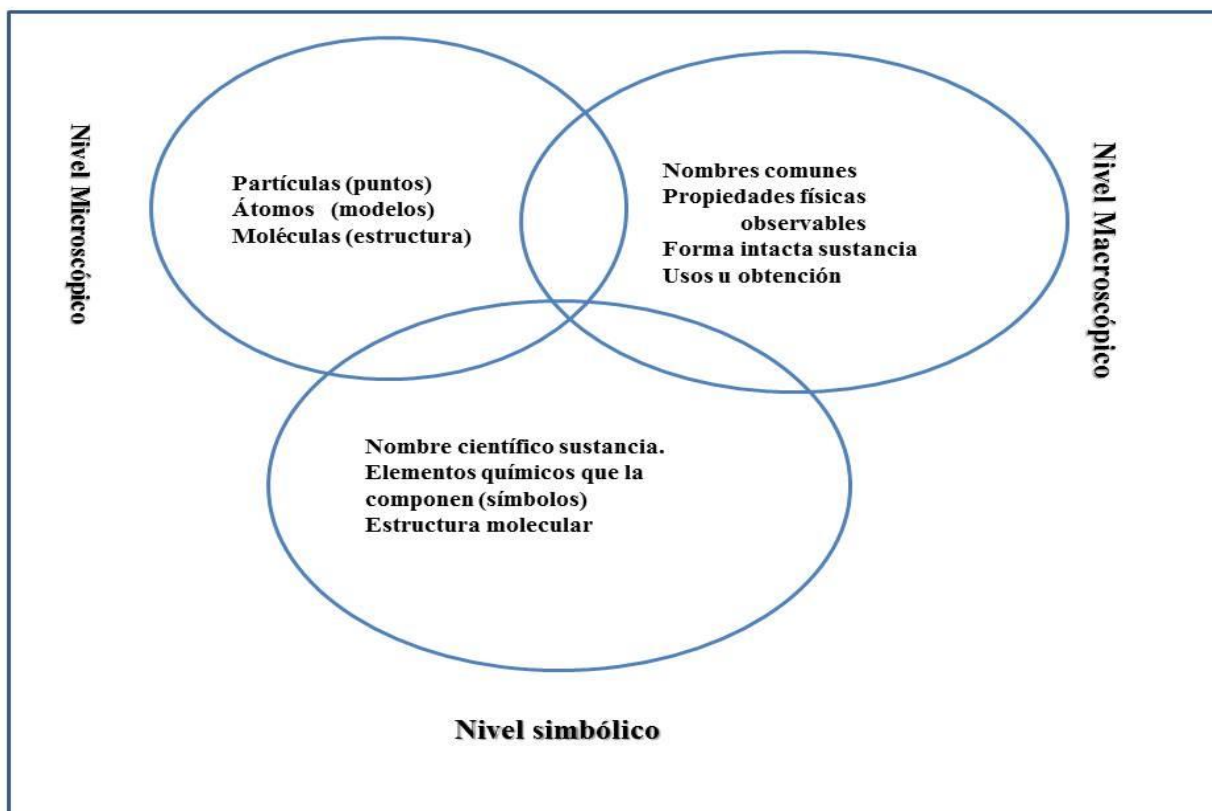 Nivel Microscópico
Partículas (puntos)
Átomos (modelos)
Moléculas (estructura)
Nombres comunes
Propiedades físicas
observables
Forma intacta sustancia
Usos u obtención
Nivel Macroscópico
Nombre científico sustancia.
Elementos químicos que la
componen (símbolos)
Estructura molecular
Nivel simbólico